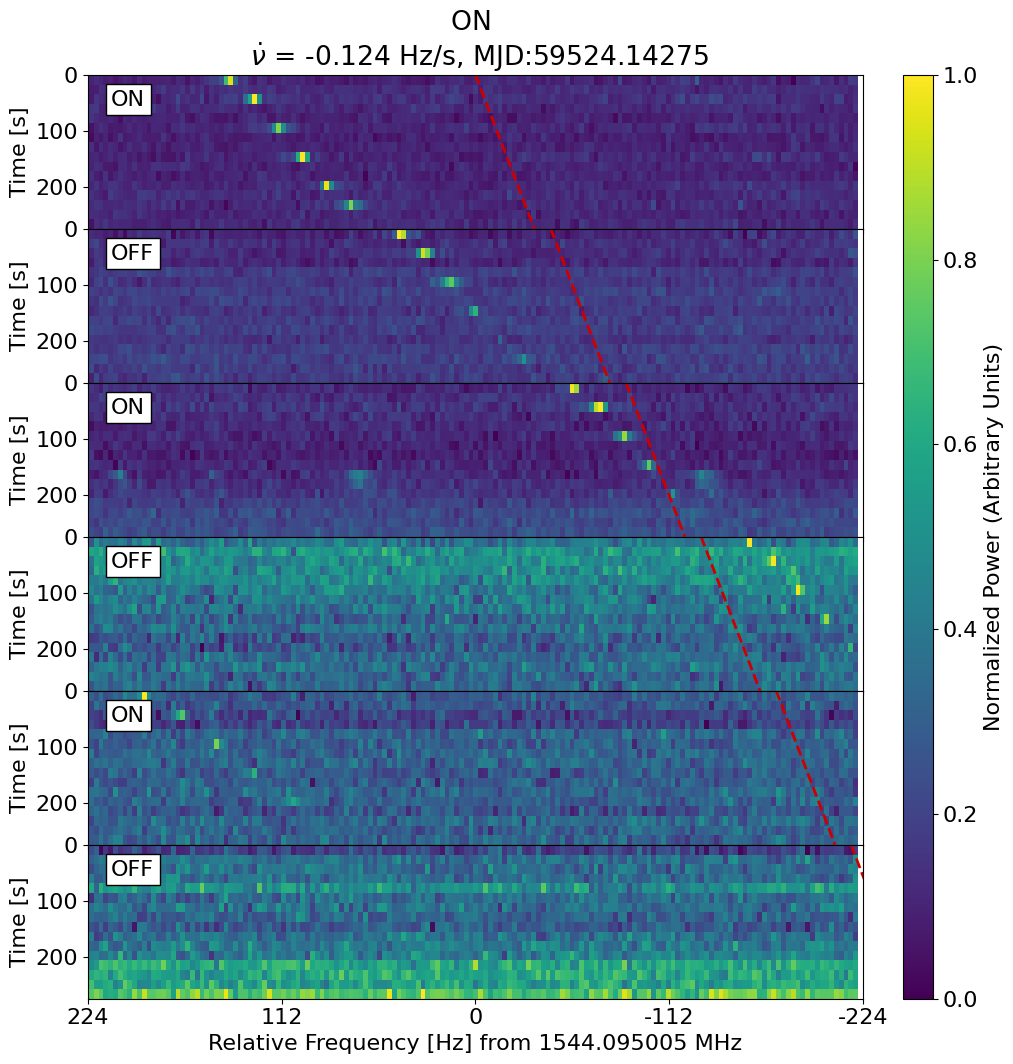 ON
ν̇ = -0.124 Hz/s, MJD:59524.14275
0
ON
100
200
Time [s]
0
OFF
100
200
Time [s]
0
ON
100
200
Time [s]
0
OFF
100
200
Time [s]
0
ON
100
200
Time [s]
0
OFF
100
200
Time [s]
224 112 0 -112 -224
Relative Frequency [Hz] from 1544.095005 MHz
1.0
0.8
0.6
0.4
0.2
0.0
Normalized Power (Arbitrary Units)